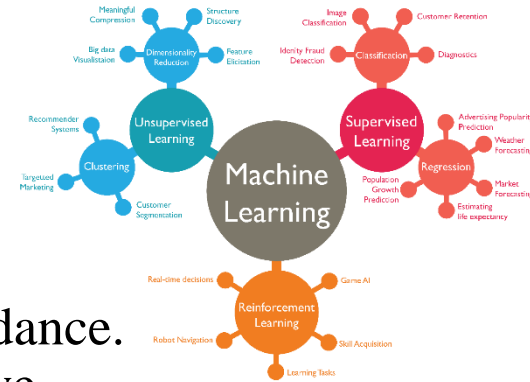 Meaningful
Compression
Structure
Discovery
Big data
Visualistaion
Dimensionality
Reduction
Feature
Elicitation
Unsupervised
Learning
Recommender
Systems
Clustering
Targetted
Marketing
Customer
Segmentation
Machine
Learning
Image
Classification
Customer Retention
Idenity Fraud
Detection
Classification
Diagnostics
Supervised
Learning
Advertising Popularit
Prediction
Weather
Forecasting
Regression
Population
Growth
Prediction
Market
Forecasting
Estimating
life expectancy
Real-time decisions
Game AI
Reinforcement
Learning
Robot Navigation
Skill Acquisition
Learning Tasks
dance.